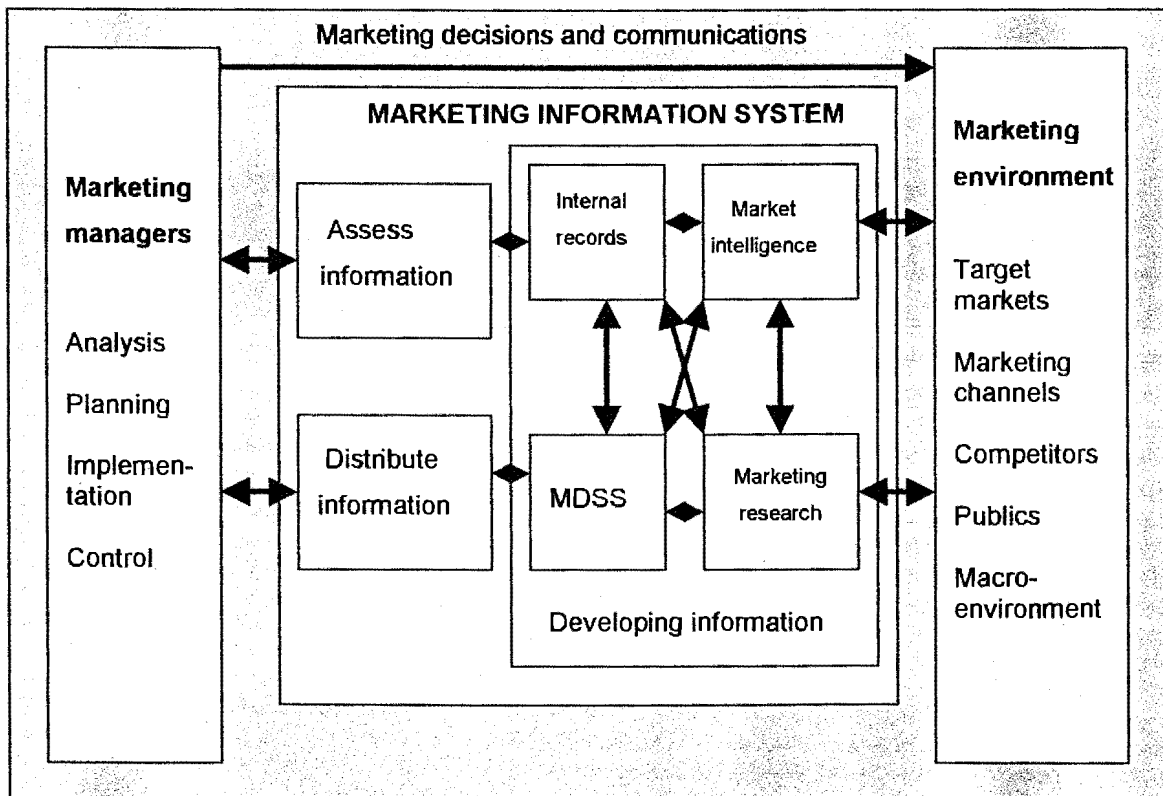 Marketing decisions and communications
MARKETING INFORMATION SYSTEM
Marketing
managers
Analysis
Planning
Implemen-
tation
Control
Assess
information
Distribute
information
Internal
records
Market
intelligence
MDSS
Marketing
research
Developing information
Marketing
environment
Target
markets
Marketing
channels
Competitors
Publics
Macro-
environment